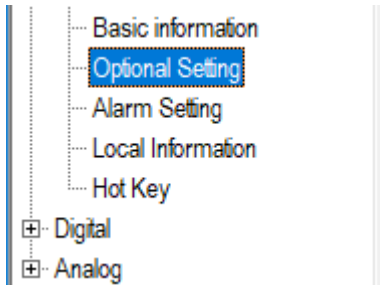 Basic information
Optional Setting
Alarm Setting
Local Information
Hot Key
Digital
Analog